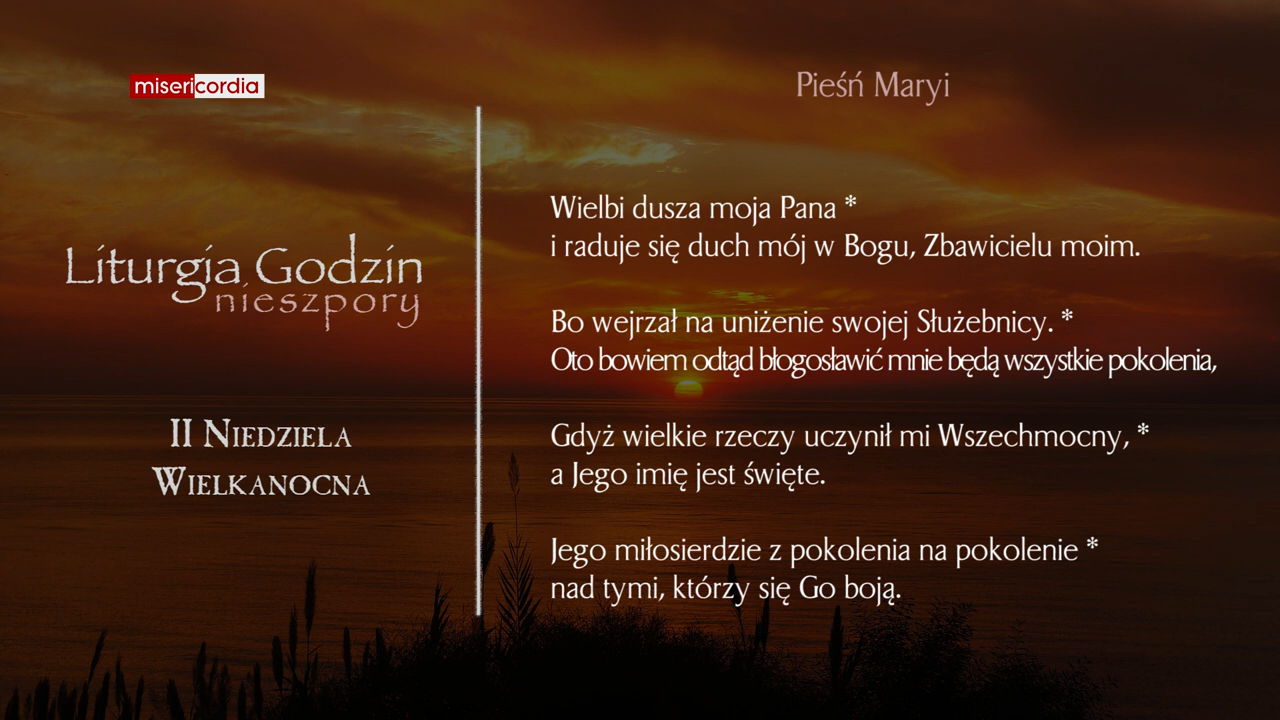 misericordia
Liturgia Godzin
nieszpory
II Niedziela
Wielkanocna
Pieśń Maryi
Wielbi dusza moja Pana *
i raduje się duch mój w Bogu, Zbawicielu moim.
Bo wejrzał na uniżenie swojej Służebnicy. *
Oto bowiem odtąd błogosławić mnie będą wszystkie pokolenia,
Gdyż wielkie rzeczy uczynił mi Wszechmocny, *
a Jego imię jest święte.
Jego miłosierdzie z pokolenia na pokolenie *
nad tymi, którzy się Go boją.